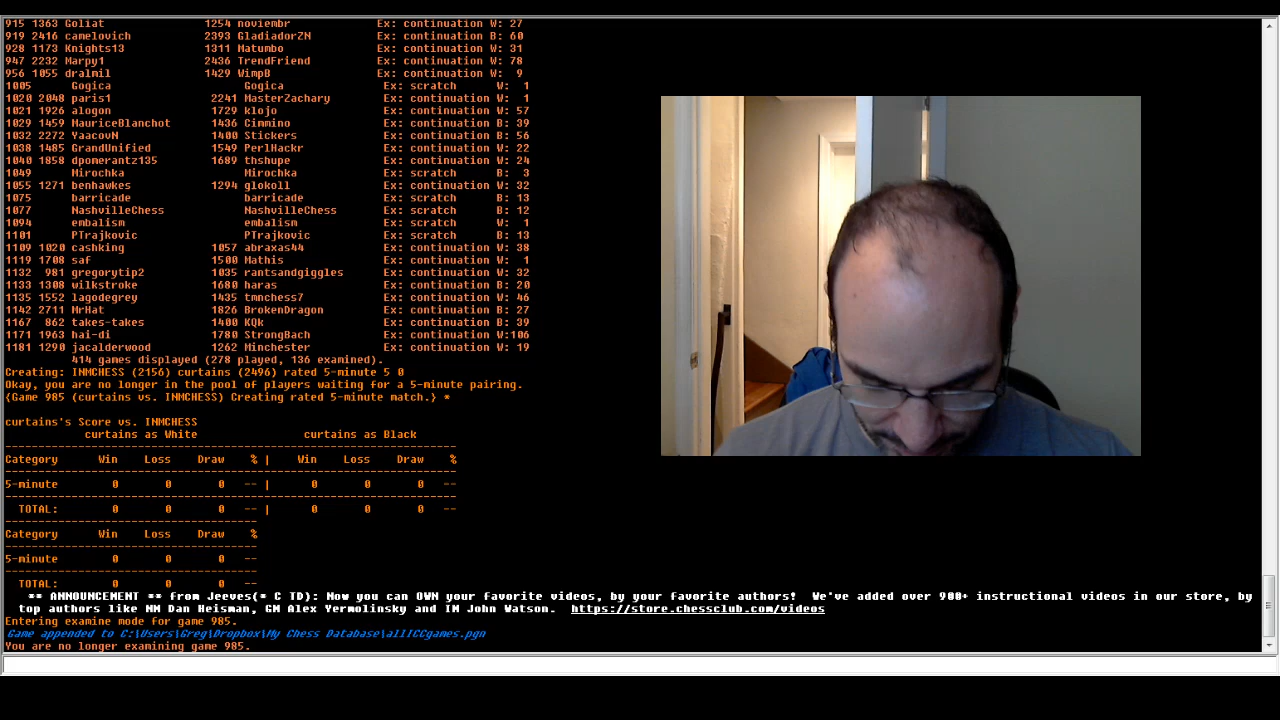 915 1363 Goliat 1254 noviembr Ex: continuation W: 27
919 2416 camelovich 2393 GladiadorZN Ex: continuation B: 60
928 1173 Knights13 1311 Matumbo Ex: continuation W: 31
947 2232 Marpy1 2436 TrendFriend Ex: continuation W: 78
956 1055 dralmil 1429 WimpB Ex: continuation W: 9
1005 Gogica Gogica Ex: scratch W: 1
1020 2048 paris1 2241 MasterZachary Ex: continuation W: 1
1021 1926 alogon 1729 klojo Ex: continuation W: 57
1029 1459 MauriceBlanchot 1436 Cimmino Ex: continuation B: 39
1032 2272 YaacovN 1400 Stickers Ex: continuation B: 56
1038 1485 GrandUnified 1549 PerlHackr Ex: continuation W: 22
1040 1858 dpomerantz135 1689 thshupe Ex: continuation W: 24
1049 Mirochka Mirochka Ex: scratch B: 3
1055 1271 benhawkes 1294 glokoll Ex: continuation W: 32
1075 barricade barricade Ex: scratch B: 13
1077 NashvilleChess NashvilleChess Ex: scratch B: 12
1094 embalism embalism Ex: scratch W: 1
1101 PTrajkovic PTrajkovic Ex: scratch B: 13
1109 1020 cashking 1057 abraxas44 Ex: continuation W: 38
1119 1708 saf 1500 Mathis Ex: continuation W: 1
1132 981 gregorytip2 1035 rantsandgiggles Ex: continuation W: 32
1133 1308 wilkstroke 1680 haras Ex: continuation B: 20
1135 1552 lagodegrey 1435 tmnchess7 Ex: continuation W: 46
1142 2711 MrHat 1826 BrokenDragon Ex: continuation B: 27
1167 862 takes-takes 1400 KQk Ex: continuation B: 39
1171 1963 hai-di 1780 StrongBach Ex: continuation W:106
1181 1290 jacalderwood 1262 Minchester Ex: continuation W: 19
414 games displayed (278 played, 136 examined).
Creating: INMCHESS (2156) curtains (2496) rated 5-minute 5 0
Okay, you are no longer in the pool of players waiting for a 5-minute pairing.
{Game 985 (curtains vs. INMCHESS) Creating rated 5-minute match.} *
curtains's Score vs. INMCHESS
curtains as White curtains as Black
Category Win Loss Draw % | Win Loss Draw %
5-minute 0 0 0 -- | 0 0 0 --
TOTAL: 0 0 0 -- | 0 0 0 --
Category Win Loss Draw %
5-minute 0 0 0 --
TOTAL: 0 0 0 --
** ANNOUNCEMENT ** from Jeeves(* C TD): Now you can OWN your favorite videos, by your favorite authors! We've added over 900+ instructional videos in our store, by
top authors like NM Dan Heisman, GM Alex Yermolinsky and IM John Watson. https://store.chessclub.com/videos
Entering examine mode for game 985.
Game appended to C:\Users\Greg\Dropbox\My Chess Database\allICCgames.pgn
You are no longer examining game 985.